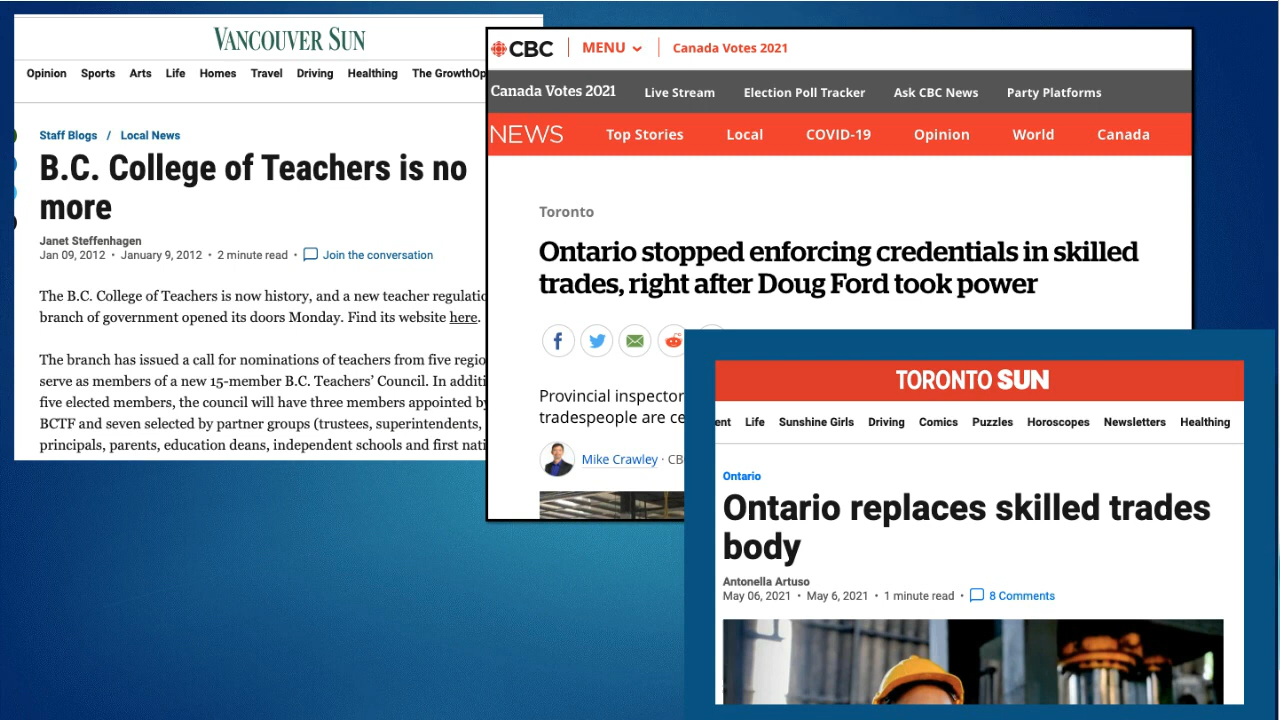 VANCOUVER SUN
Opinion Sports Arts Life Homes Travel Driving Healthing The GrowthOp
Staff Blogs / Local News
B.C. College of Teachers is no
more
Janet Steffenhagen
Jan 09, 2012 • January 9, 2012 • 2 minute read • Join the conversation
The B.C. College of Teachers is now history, and a new teacher regulatio
branch of government opened its doors Monday. Find its website here.
The branch has issued a call for nominations of teachers from five regio
serve as members of a new 15-member B.C. Teachers’ Council. In additi
five elected members, the council will have three members appointed by
BCTF and seven selected by partner groups (trustees, superintendents,
principals, parents, education deans, independent schools and first nati
CBC MENU Canada Votes 2021
Canada Votes 2021 Live Stream Election Poll Tracker Ask CBC News Party Platforms
NEWS Top Stories Local COVID-19 Opinion World Canada
Toronto
Ontario stopped enforcing credentials in skilled
trades, right after Doug Ford took power
Provincial inspector
tradespeople are ce
Mike Crawley · CB
TORONTO SUN
ent Life Sunshine Girls Driving Comics Puzzles Horoscopes Newsletters Healthing
Ontario
Ontario replaces skilled trades
body
Antonella Artuso
May 06, 2021 • May 6, 2021 • 1 minute read • 8 Comments